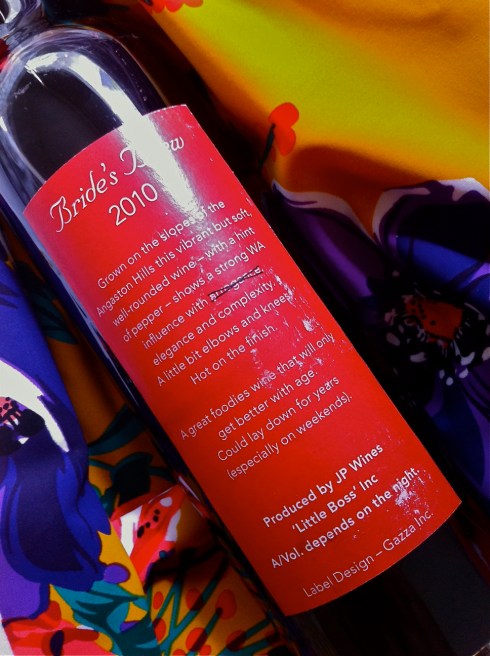 Bride's Brew
2010
Grown on the slopes of the
Angaston Hills this vibrant but soft,
well-rounded wine – with a hint
of pepper – shows a strong WA
influence with
elegance and complexity.
A little bit elbows and knees.
Hot on the finish.
A great foodies wine that will only
get better with age.
Could lay down for years
(especially on weekends).
Produced by JP Wines
'Little Boss' Inc
A/Vol. depends on the night
Label Design – Gazza Inc.